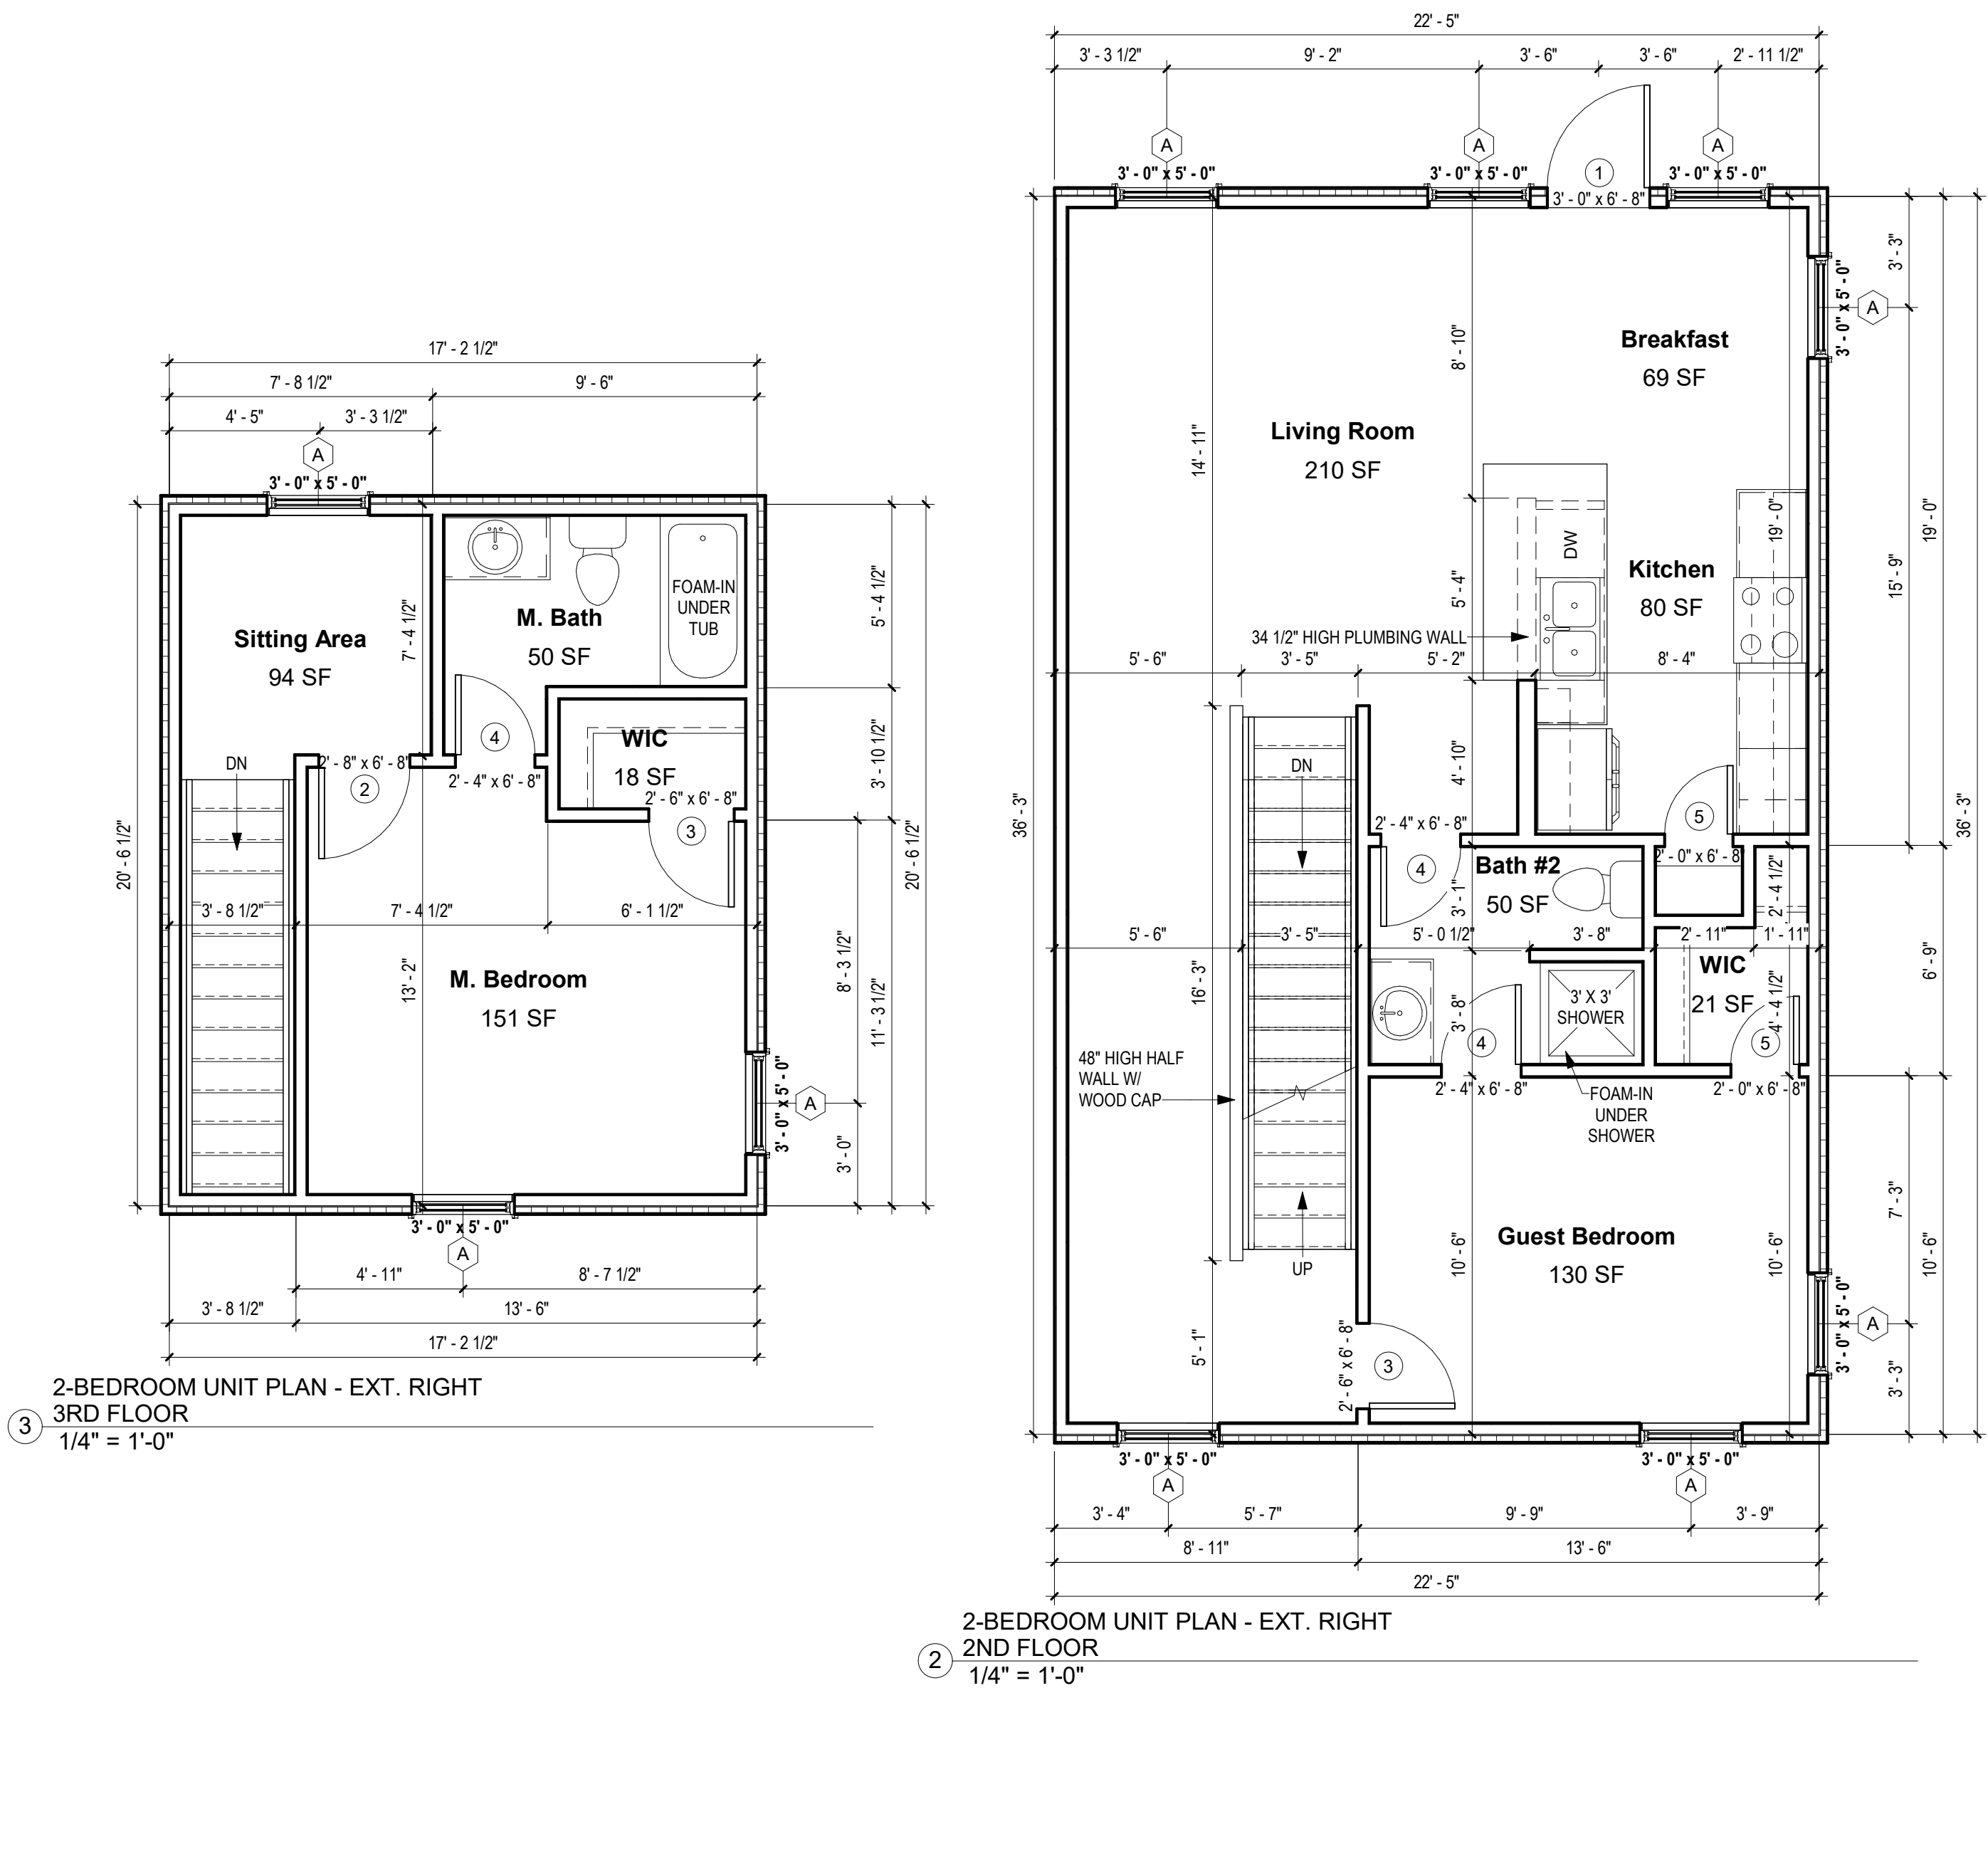 17' - 2 1/2"
7' - 8 1/2"
9' - 6"
4' - 5"
3' - 3 1/2"
A
3' - 0" x 5' - 0"
Sitting Area
94 SF
7' - 4 1/2"
M. Bath
50 SF
FOAM-IN
UNDER
TUB
5' - 4 1/2"
WIC
18 SF
3' - 10 1/2"
DN
2' - 8" x 6' - 8"
2
4
2' - 4" x 6' - 8"
2' - 6" x 6' - 8"
3
20' - 6 1/2"
20' - 6 1/2"
3' - 8 1/2"
7' - 4 1/2"
6' - 1 1/2"
13' - 2"
M. Bedroom
151 SF
8' - 3 1/2"
11' - 3 1/2"
3' - 0" x 5' - 0"
A
3' - 0"
3' - 0" x 5' - 0"
A
4' - 11"
8' - 7 1/2"
3' - 8 1/2"
13' - 6"
17' - 2 1/2"
2-BEDROOM UNIT PLAN - EXT. RIGHT
3RD FLOOR
3
1/4" = 1'-0"
22' - 5"
3' - 3 1/2"
9' - 2"
3' - 6"
3' - 6"
2' - 11 1/2"
A
A
A
3' - 0" x 5' - 0"
3' - 0" x 5' - 0"
3' - 0" x 5' - 0"
1
3' - 0" x 6' - 8"
3' - 3"
3' - 0" x 5' - 0"
A
Breakfast
69 SF
8' - 10"
Living Room
210 SF
14' - 11"
DW
19' - 0"
Kitchen
80 SF
15' - 9"
19' - 0"
5' - 4"
34 1/2" HIGH PLUMBING WALL
5' - 6"
3' - 5"
5' - 2"
8' - 4"
36' - 3"
36' - 3"
DN
4' - 10"
2' - 4" x 6' - 8"
5
4
Bath #2
50 SF
3' - 1"
2' - 0" x 6' - 8"
2' - 4 1/2"
5' - 6"
3' - 5"
5' - 0 1/2"
3' - 8"
2' - 11"
1' - 11"
6' - 9"
WIC
21 SF
16' - 3"
3' - 8"
3' X 3'
SHOWER
4' - 4 1/2"
4
5
48" HIGH HALF
WALL W/
WOOD CAP
2' - 4" x 6' - 8"
2' - 0" x 6' - 8"
FOAM-IN
UNDER
SHOWER
UP
10' - 6"
Guest Bedroom
130 SF
10' - 6"
7' - 3"
10' - 6"
3' - 0" x 5' - 0"
A
5' - 1"
2' - 6" x 6' - 8"
3
3' - 3"
3' - 0" x 5' - 0"
3' - 0" x 5' - 0"
A
A
3' - 4"
5' - 7"
9' - 9"
3' - 9"
8' - 11"
13' - 6"
22' - 5"
2-BEDROOM UNIT PLAN - EXT. RIGHT
2ND FLOOR
2
1/4" = 1'-0"